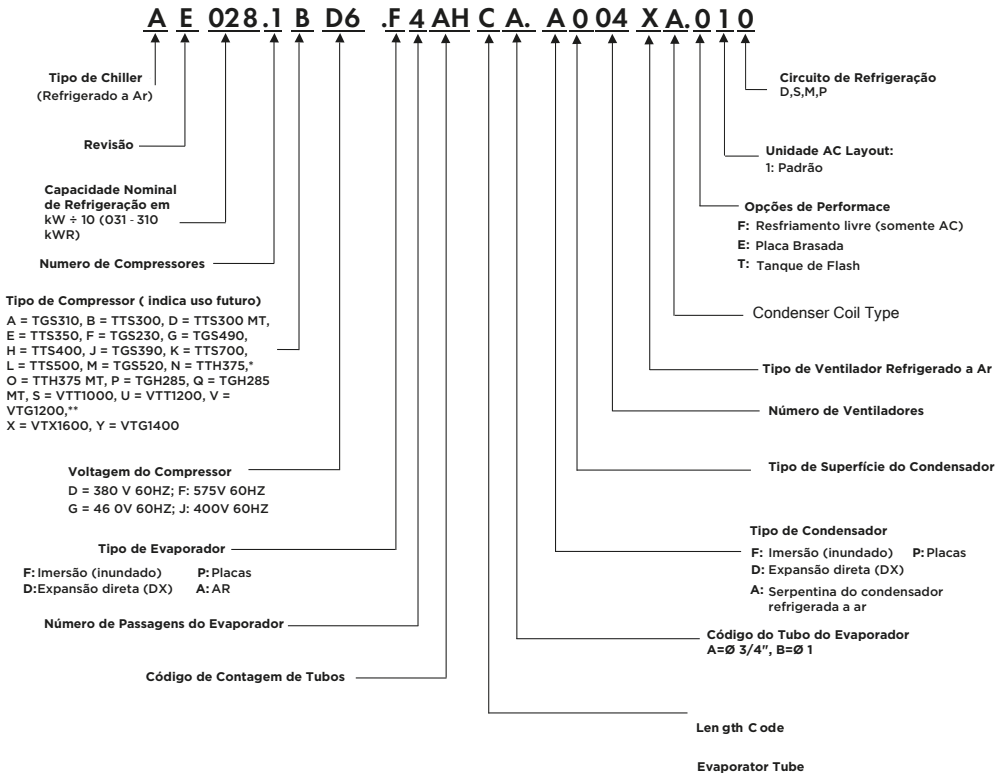 A E 028.1 B D6 .F 4 AH C A. A 0 04 X A. 0 1 0
Tipo de Chiller
(Refrigerado a Ar)
Revisão
Capacidade Nominal
de Refrigeração em
kW ÷ 10 (031 - 310
kWR)
Numero de Compressores
Tipo de Compressor ( indica uso futuro)
A = TGS310, B = TTS300, D = TTS300 MT,
E = TTS350, F = TGS230, G = TGS490,
H = TTS400, J = TGS390, K = TTS700,
L = TTS500, M = TGS520, N = TTH375,*
O = TTH375 MT, P = TGH285, Q = TGH285
MT, S = VTT1000, U = VTT1200, V =
VTG1200,**
X = VTX1600, Y = VTG1400
Voltagem do Compressor
D = 380 V 60HZ; F: 575V 60HZ
G = 46 0V 60HZ; J: 400V 60HZ
Tipo de Evaporador
F: Imersão (inundado) P: Placas
D:Expansão direta (DX) A: AR
Número de Passagens do Evaporador
Código de Contagem de Tubos
Circuito de Refrigeração
D,S,M,P
Unidade AC Layout:
1: Padrão
Opções de Performace
F: Resfriamento livre (somente AC)
E: Placa Brasada
T: Tanque de Flash
Condenser Coil Type
Tipo de Ventilador Refrigerado a Ar
Número de Ventiladores
Tipo de Superfície do Condensador
Tipo de Condensador
F: Imersão (inundado) P: Placas
D: Expansão direta (DX)
A: Serpentina do condensador
refrigerada a ar
Código do Tubo do Evaporador
A=Ø 3/4", B=Ø 1
Len gth C ode
Evaporator Tube